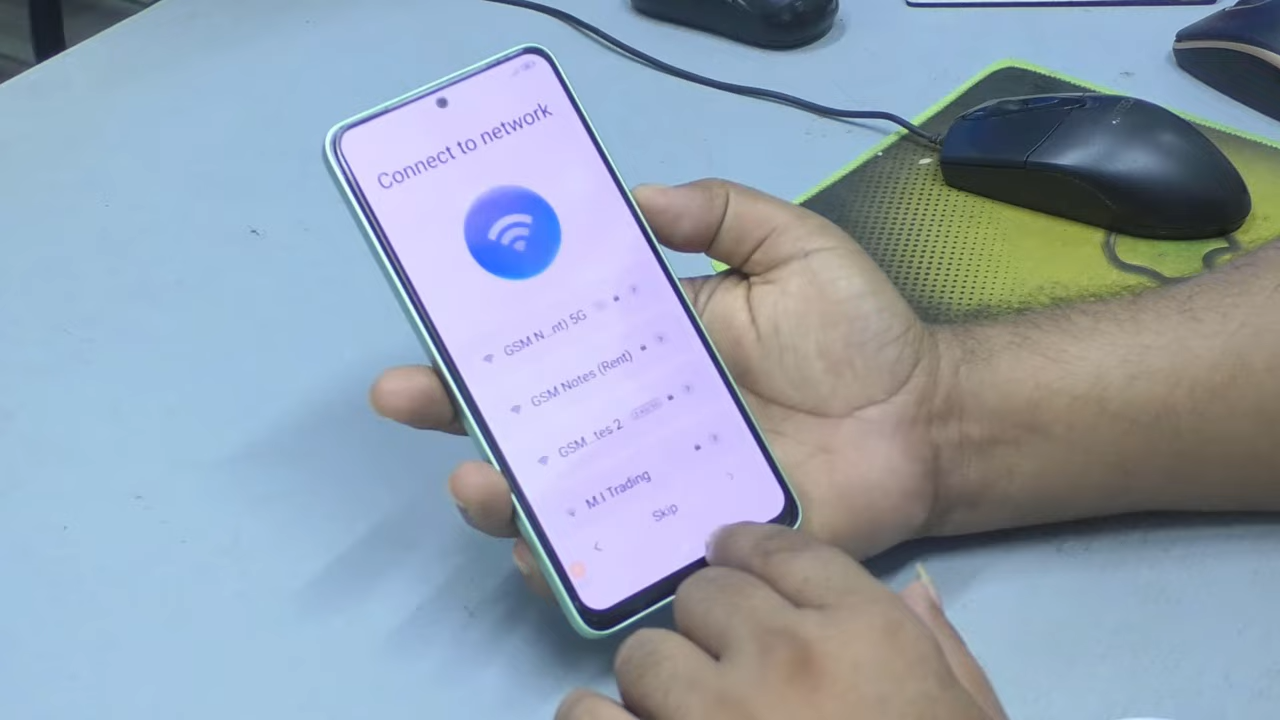 Connect to network
GSM N...nt) 5G
GSM Notes (Rent)
GSM...tes 2
M I Trading
Skip